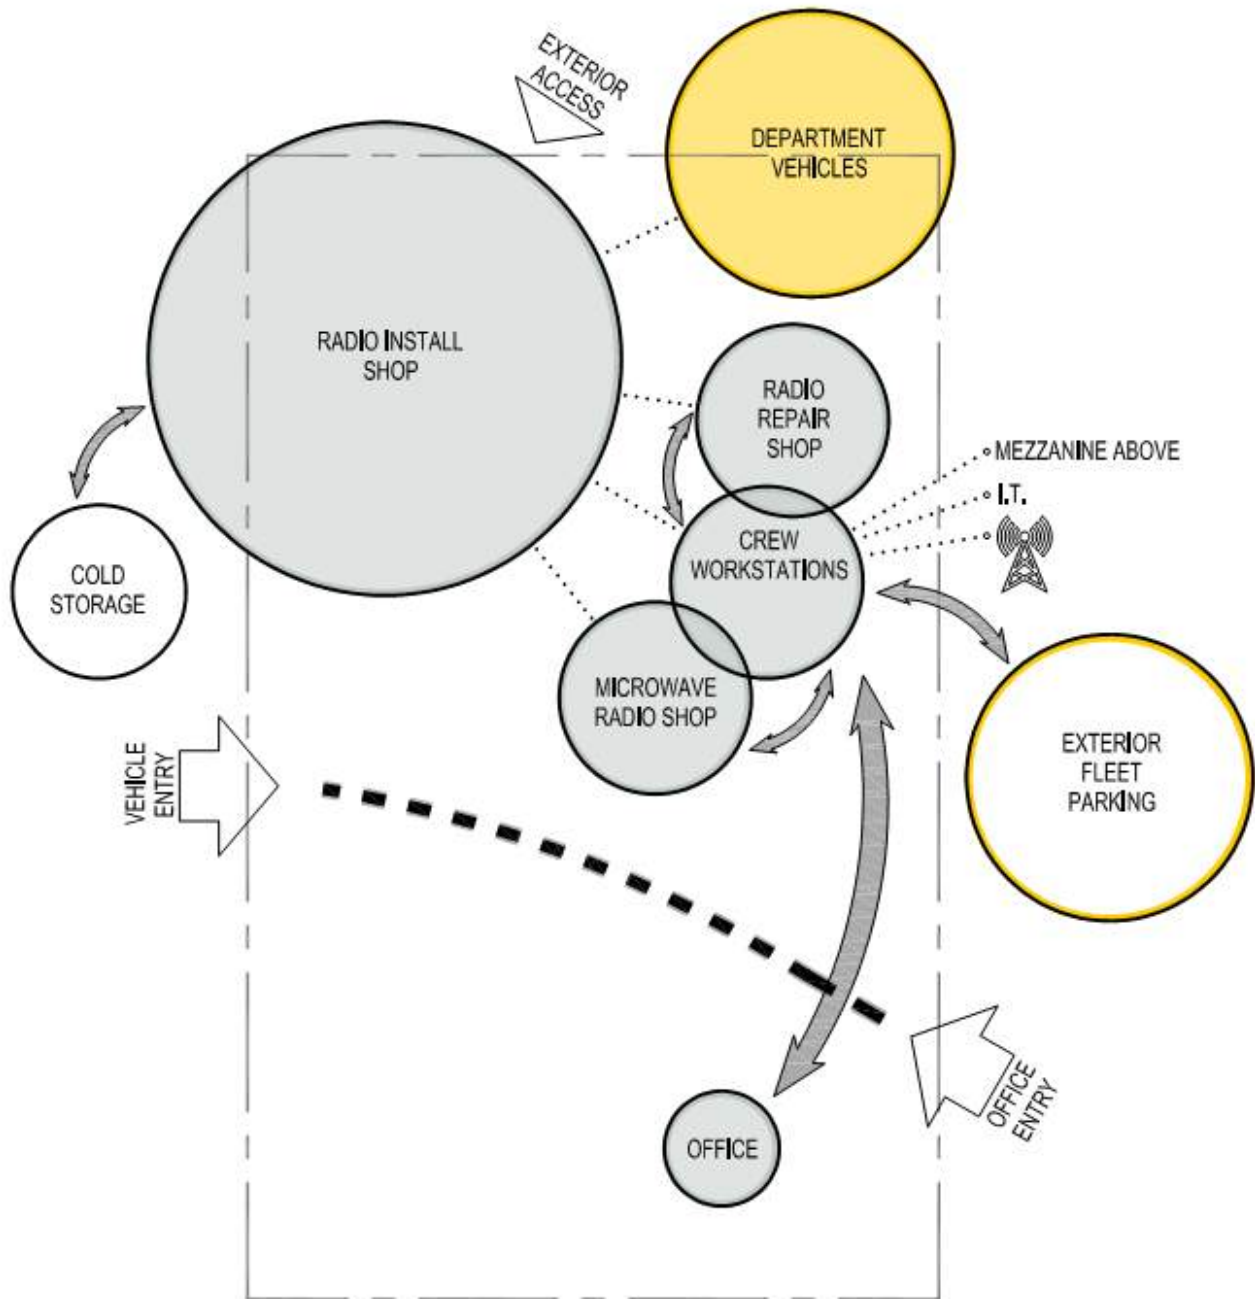 EXTERIOR
ACCESS
DEPARTMENT
VEHICLES
RADIO INSTALL
SHOP
RADIO
REPAIR
SHOP
MEZZANINE ABOVE
I.T.
CREW
WORKSTATIONS
COLD
STORAGE
MICROWAVE
RADIO SHOP
EXTERIOR
FLEET
PARKING
VEHICLE
ENTRY
OFFICE
ENTRY
OFFICE